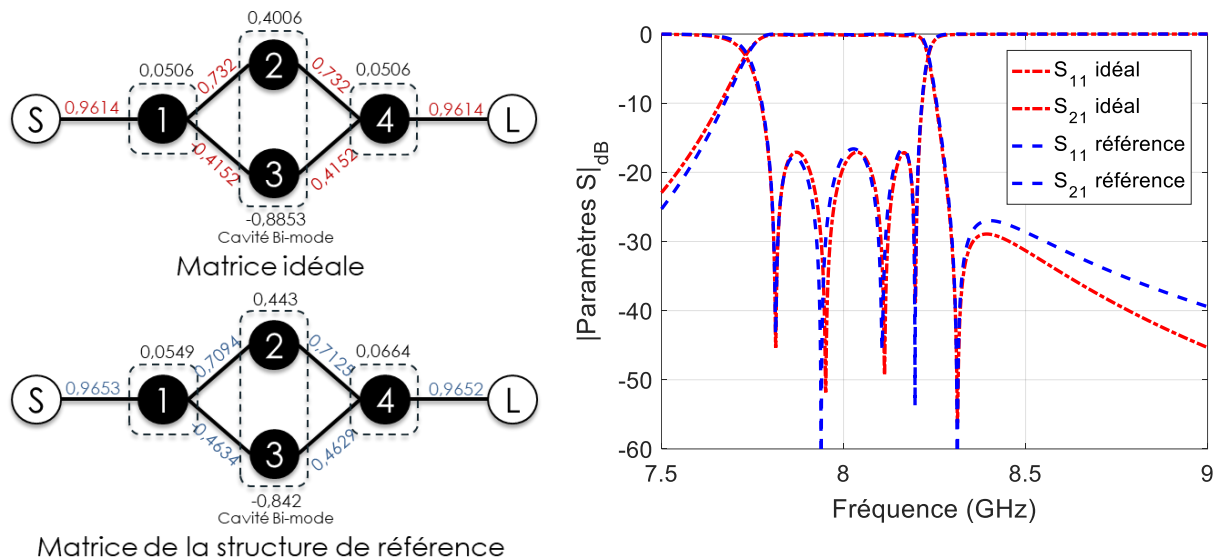 0,4006
0,0506
2
0,732
0,732
0,0506
S
0,9614
1
4
0,9614
L
-0,4152
0,4152
3
-0,8853
Cavité Bi-mode
Matrice idéale
0,443
0,0549
2
0,7094
0,7125
0,0664
S
0,9653
1
4
0,9652
L
-0,4634
0,4629
3
-0,842
Cavité Bi-mode
Matrice de la structure de référence
|Paramètres S|dB
0
-10
-20
-30
-40
-50
-60
7.5
8
8.5
9
Fréquence (GHz)
S11 idéal
S21 idéal
S11 référence
S21 référence